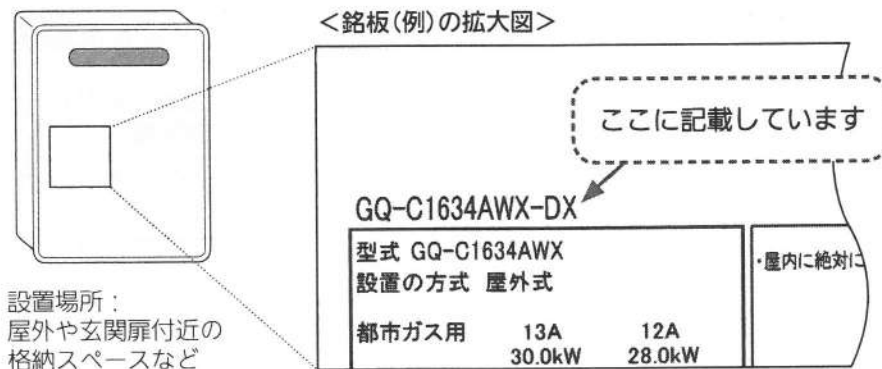 ＜銘板(例)の拡大図＞
ここに記載しています
GQ-C1634AWX-DX
型式 GQ-C1634AWX
設置の方式 屋外式
都市ガス用 13A 12A
30.0kW 28.0kW
・屋内に絶対に
設置場所：
屋外や玄関扉付近の
格納スペースなど